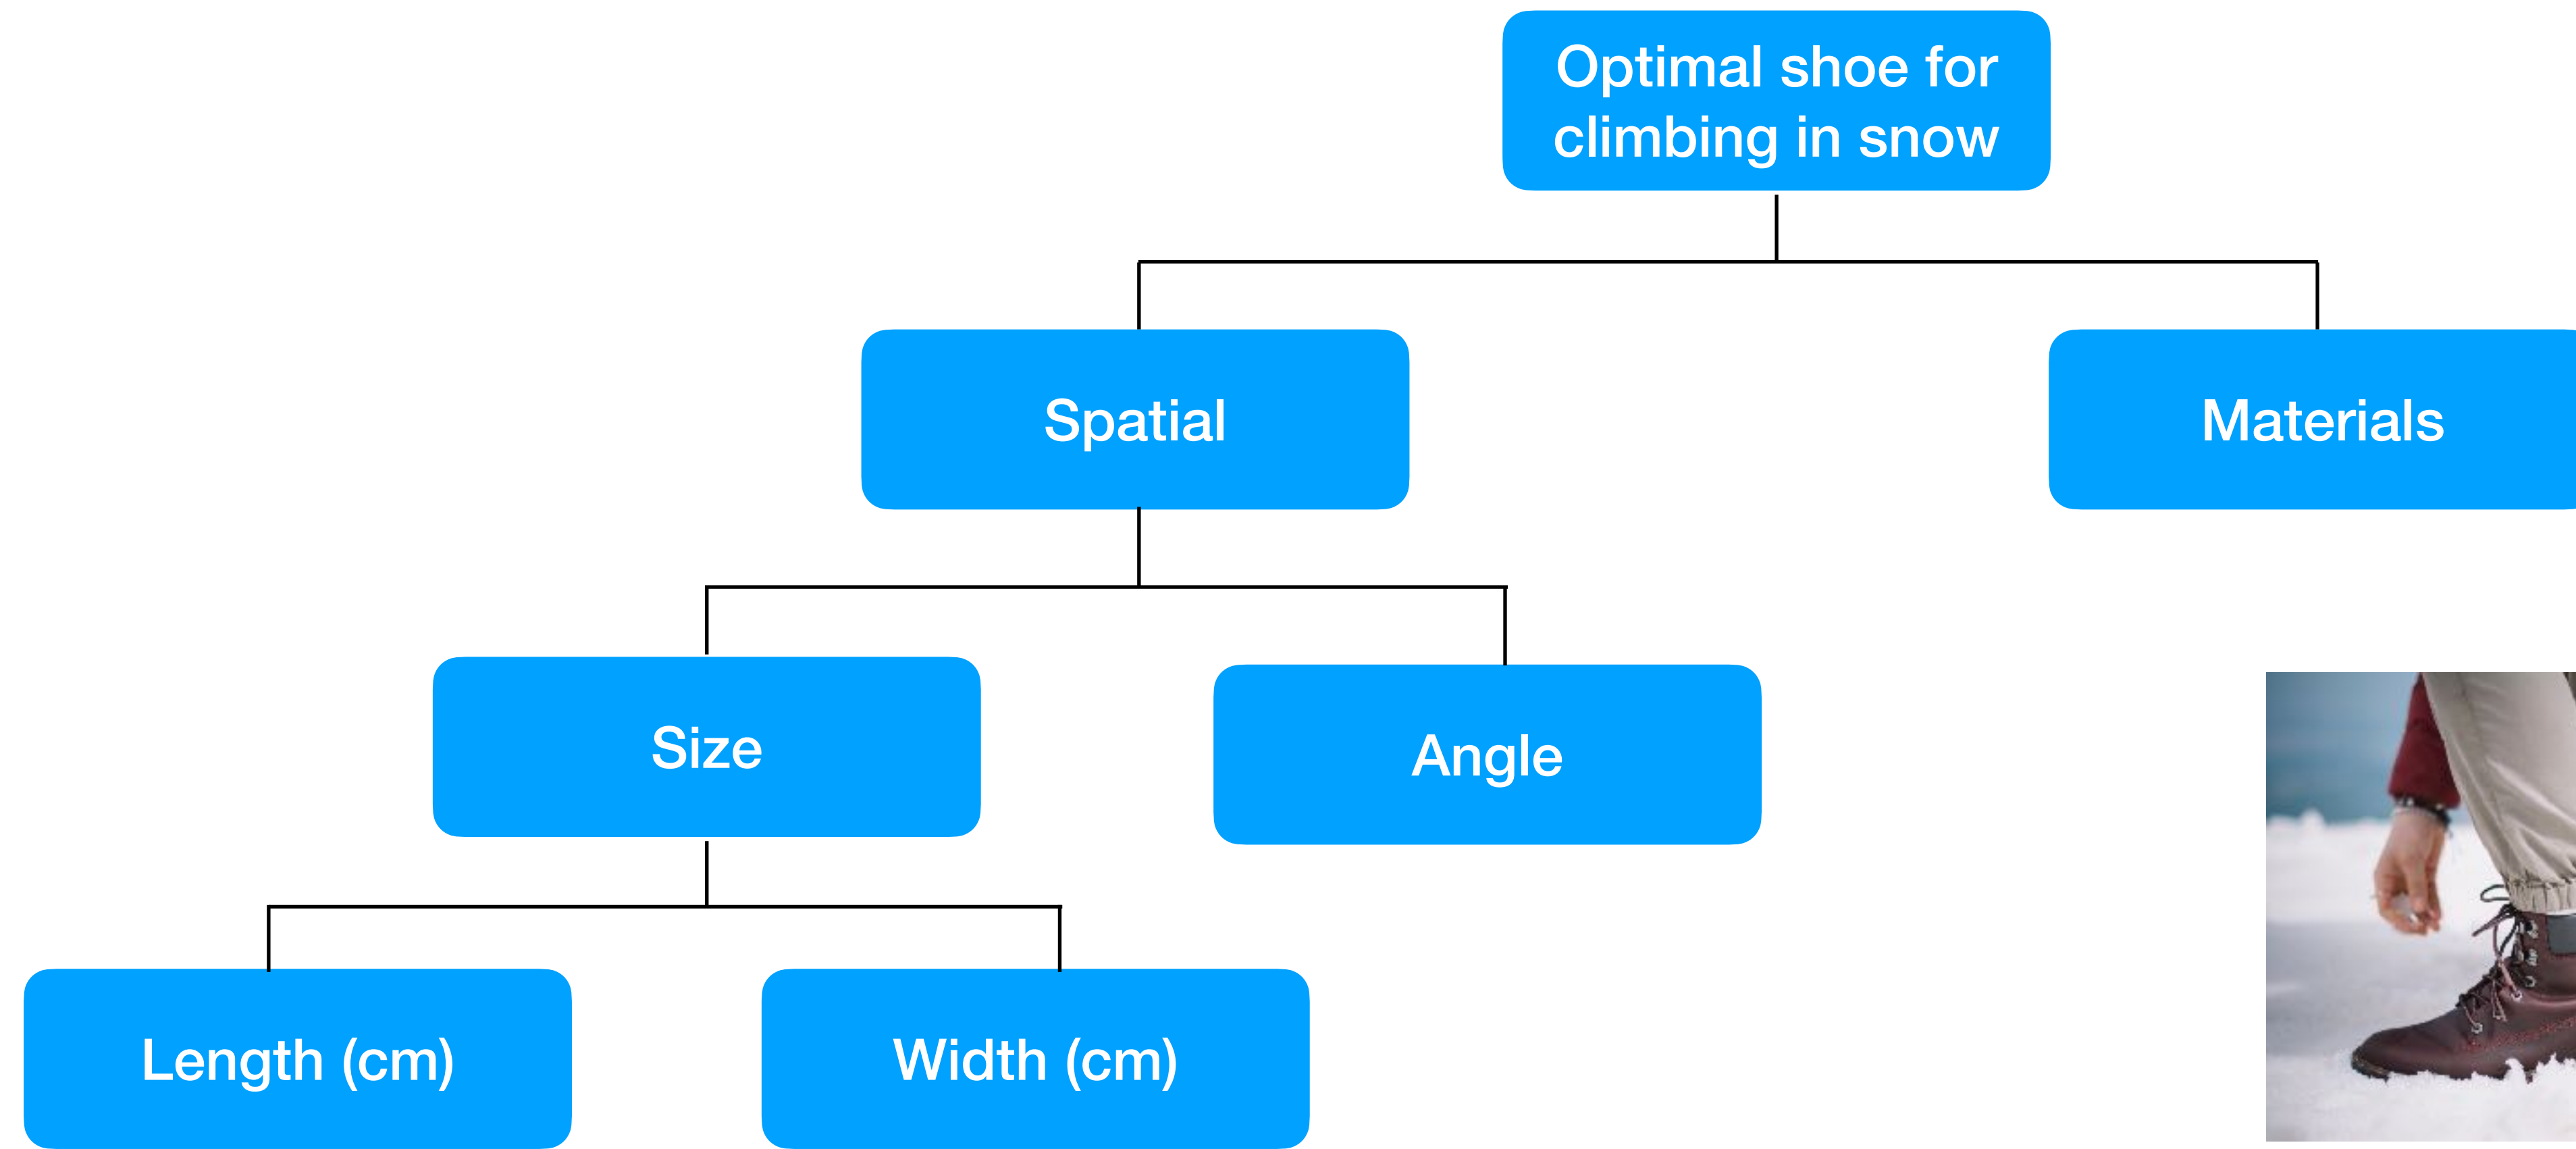 Optimal shoe for
climbing in snow
Spatial
Materials
Size
Angle
Length (cm)
Width (cm)